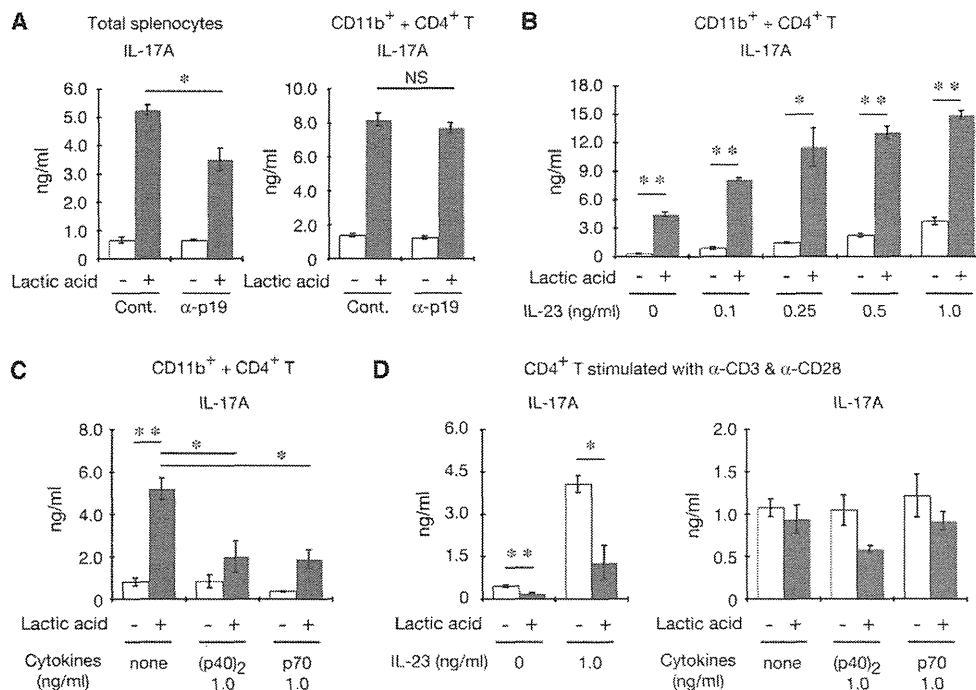 A
Total splenocytes
IL-17A
*
ng/ml
6.0
5.0
4.0
3.0
2.0
1.0
0
Lactic acid - + - +
Cont. α-p19
CD11b+ + CD4+ T
IL-17A
NS
ng/ml
10.0
8.0
6.0
4.0
2.0
0
Lactic acid - + - +
Cont. α-p19
B
CD11b+ + CD4+ T
IL-17A
** ** * ** **
ng/ml
18.0
15.0
12.0
9.0
6.0
3.0
0
Lactic acid - + - + - + - + - +
IL-23 (ng/ml) 0 0.1 0.25 0.5 1.0
C
CD11b+ + CD4+ T
IL-17A
** * *
ng/ml
8.0
6.0
4.0
2.0
0
Lactic acid - + - + - +
Cytokines none (p40)2 p70
(ng/ml) 1.0 1.0
D
CD4+ T stimulated with α-CD3 & α-CD28
IL-17A
** *
ng/ml
6.0
4.5
3.0
1.5
0
Lactic acid - + - +
IL-23 (ng/ml) 0 1.0
IL-17A
ng/ml
2.0
1.5
1.0
0.5
0
Lactic acid - + - + - +
Cytokines none (p40)2 p70
(ng/ml) 1.0 1.0